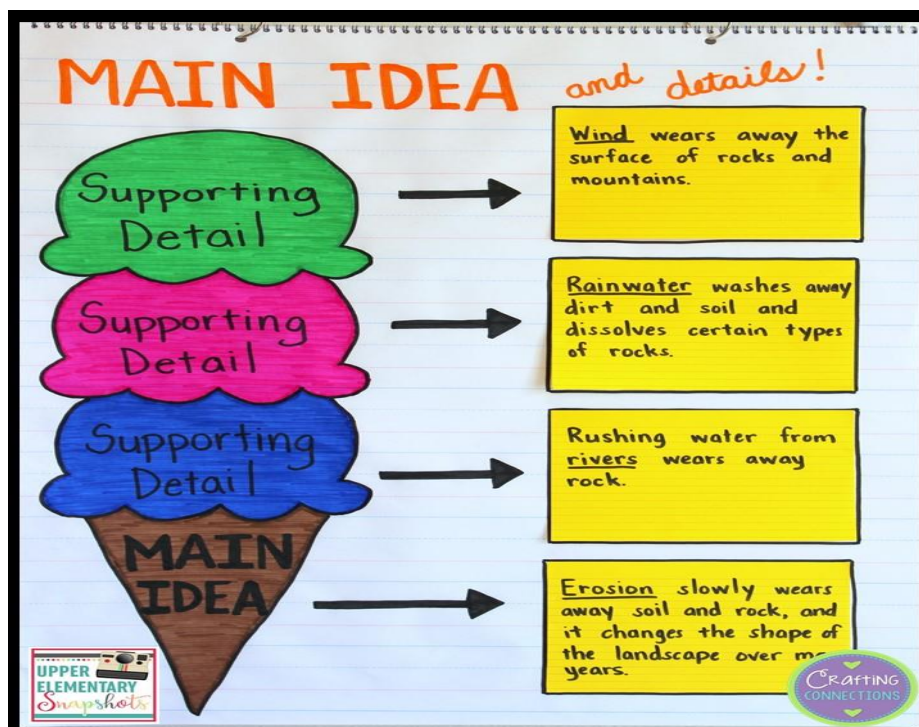 MAIN IDEA and details!
Supporting
Detail
Wind wears away the
surface of rocks and
mountains.
Supporting
Detail
Rainwater washes away
dirt and soil and
dissolves certain types
of rocks.
Supporting
Detail
Rushing water from
rivers wears away
rock.
MAIN
IDEA
Erosion slowly wears
away soil and rock, and
it changes the shape of
the landscape over
years.
UPPER
ELEMENTARY
Snapshots
Crafting
CONNECTIONS